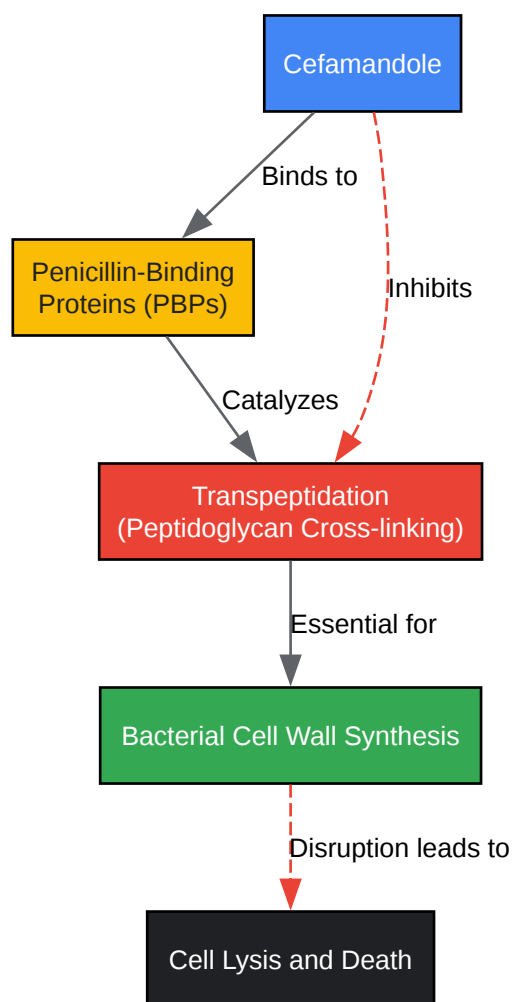 Cefamandole
Binds to
Penicillin-Binding
Proteins (PBPs)
Inhibits
Catalyzes
Transpeptidation
(Peptidoglycan Cross-linking)
Essential for
Bacterial Cell Wall Synthesis
Disruption leads to
Cell Lysis and Death